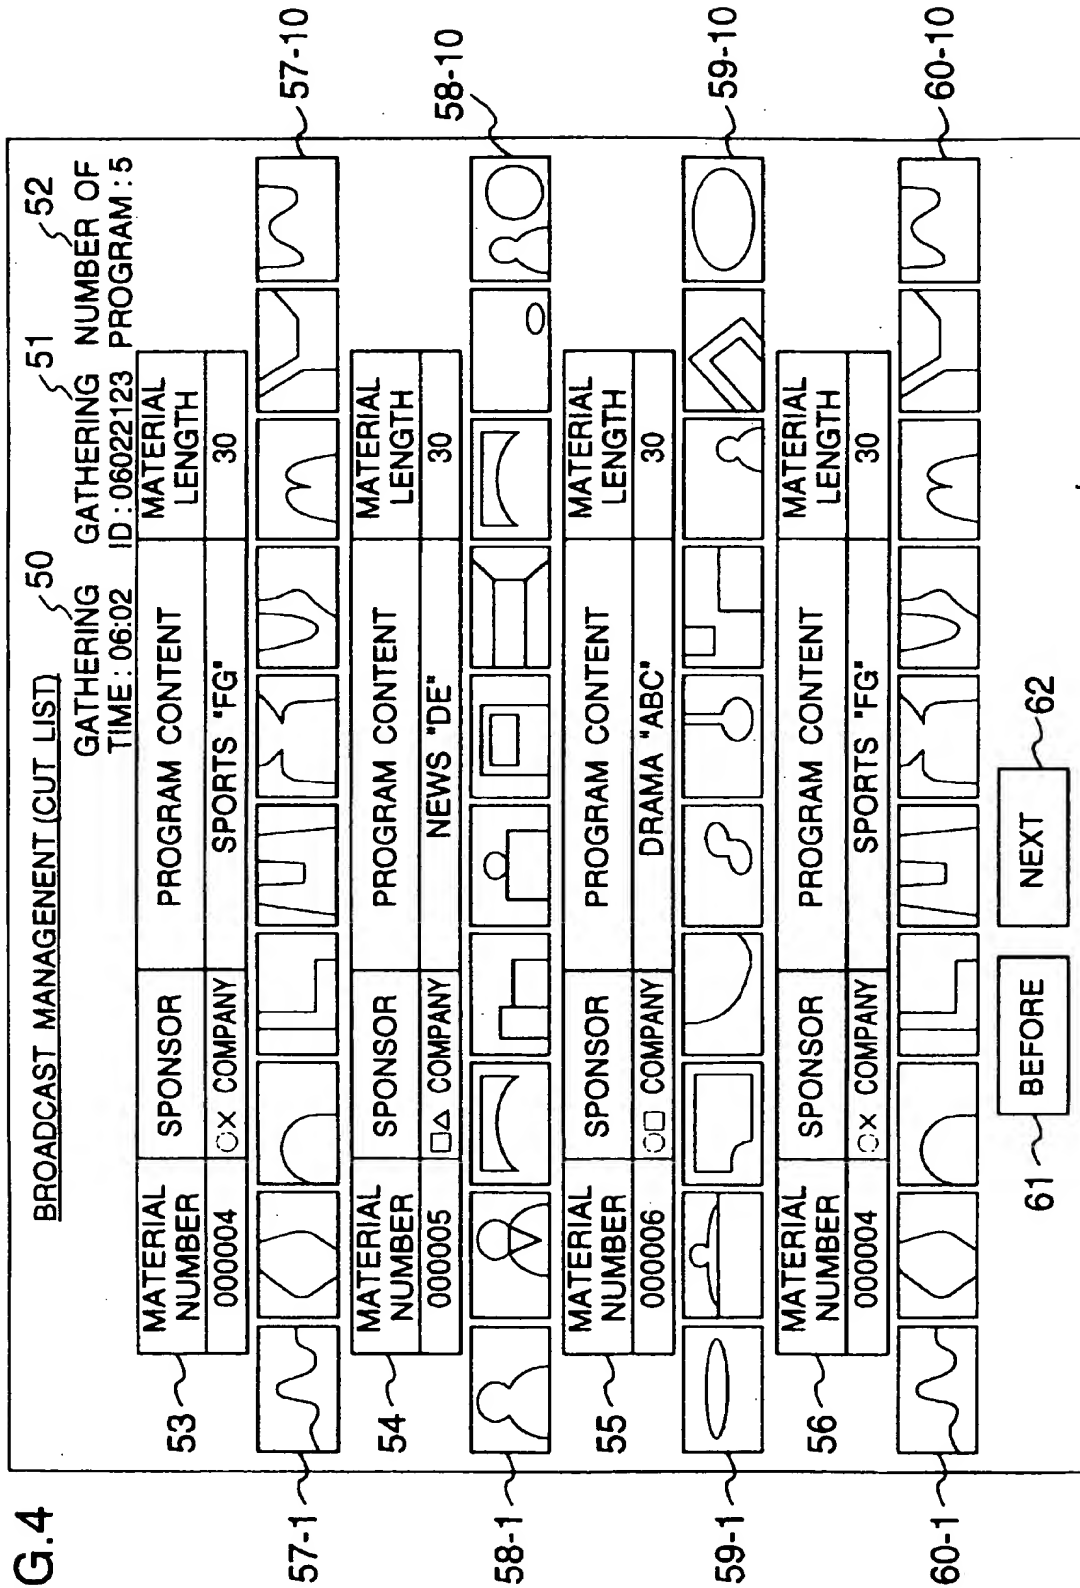 G.4
BROADCAST MANAGENENT (CUT LIST)
50
51
52
GATHERING TIME : 06:02
GATHERING ID : 06022123
NUMBER OF PROGRAM : 5
53
MATERIAL NUMBER SPONSOR PROGRAM CONTENT MATERIAL LENGTH
000004 ○× COMPANY SPORTS "FG" 30
57-1
57-10
54
MATERIAL NUMBER SPONSOR PROGRAM CONTENT MATERIAL LENGTH
000005 □△ COMPANY NEWS "DE" 30
58-1
58-10
55
MATERIAL NUMBER SPONSOR PROGRAM CONTENT MATERIAL LENGTH
000006 ○□ COMPANY DRAMA "ABC" 30
59-1
59-10
56
MATERIAL NUMBER SPONSOR PROGRAM CONTENT MATERIAL LENGTH
000004 ○× COMPANY SPORTS "FG" 30
60-1
60-10
61
BEFORE
NEXT
62